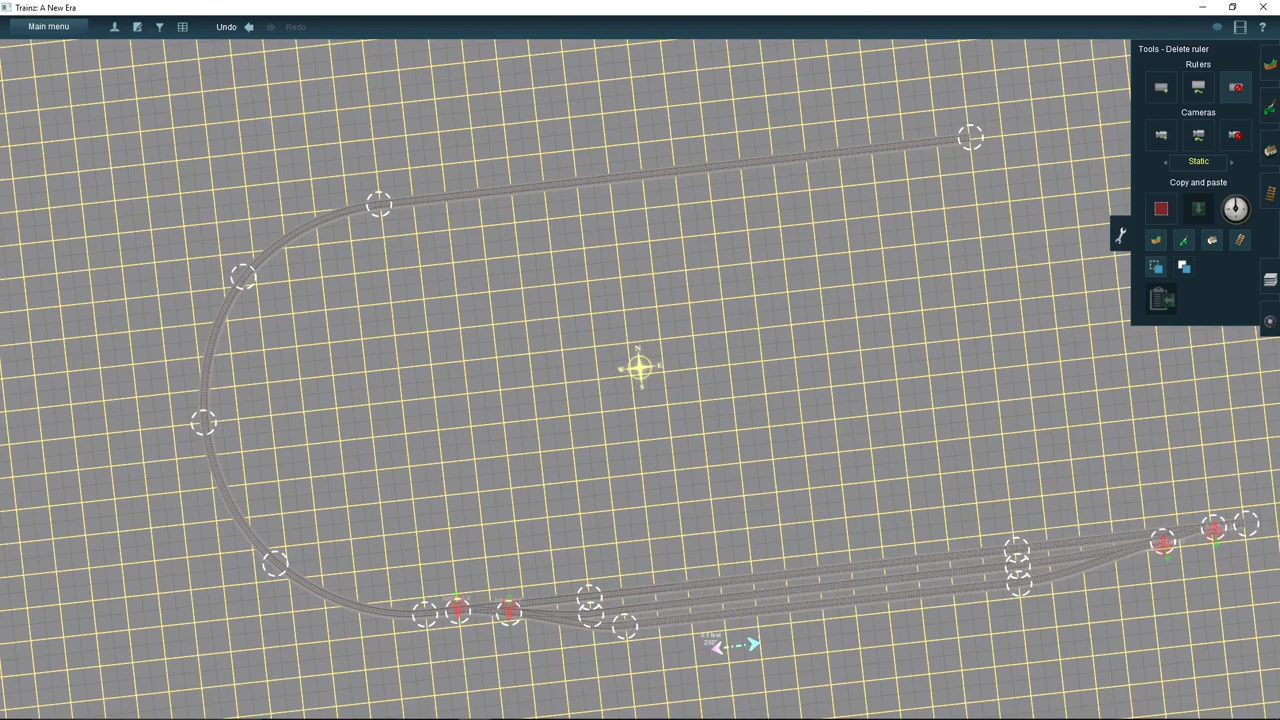 Trainz: A New Era
Main menu
Undo
Redo
Tools - Delete ruler
Rulers
Cameras
Static
Copy and paste
N
W
E
S